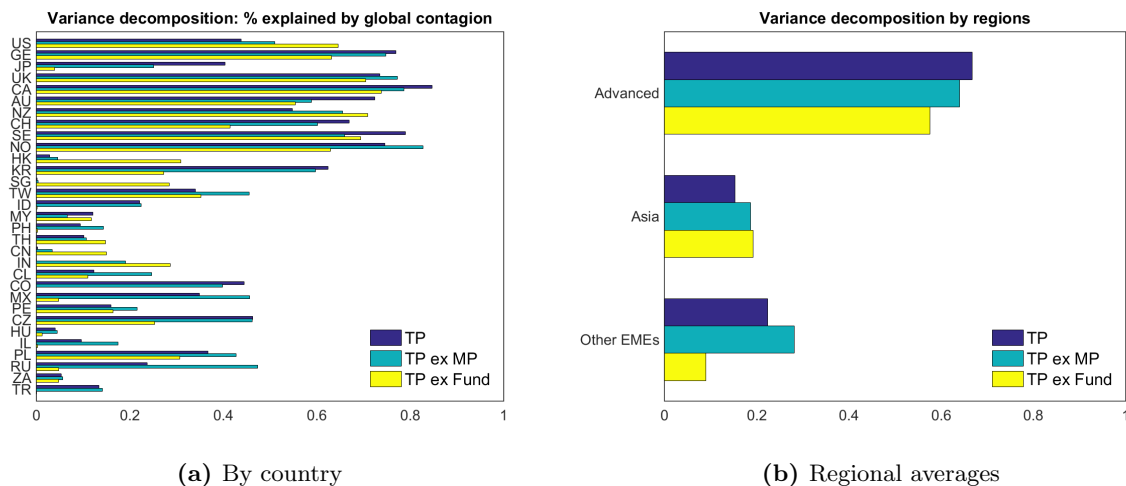 Variance decomposition: % explained by global contagion
US
GE
JP
UK
CA
AU
NZ
CH
SE
NO
HK
KR
SG
TW
ID
MY
PH
TH
CN
IN
CL
CO
MX
PE
CZ
HU
IL
PL
RU
ZA
TR
TP
TP ex MP
TP ex Fund
0 0.2 0.4 0.6 0.8 1
(a) By country
Variance decomposition by regions
Advanced
Asia
Other EMEs
TP
TP ex MP
TP ex Fund
0 0.2 0.4 0.6 0.8 1
(b) Regional averages